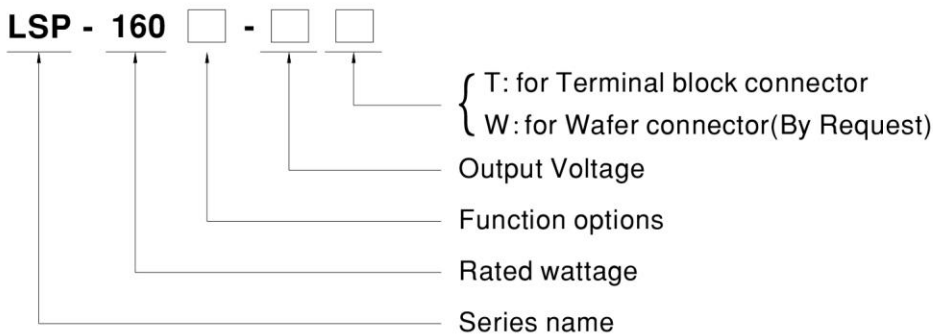 LSP - 160 □ - □ □
T: for Terminal block connector
W: for Wafer connector(By Request)
Output Voltage
Function options
Rated wattage
Series name